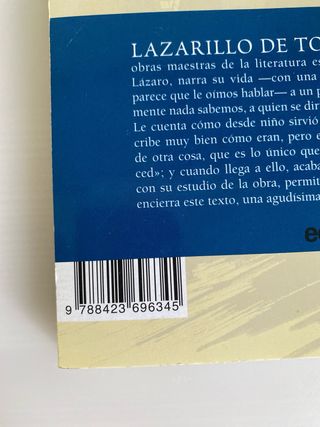 LAZARILLO DE TO
obras maestras de la literatura es
Lázaro, narra su vida —con una
parece que le oímos hablar— a un p
mente nada sabemos, a quien se dir
Le cuenta cómo desde niño sirvió
cribe muy bien cómo eran, pero e
de otra cosa, que es lo único que
ced»; y cuando llega a ello, acaba
con su estudio de la obra, permit
encierra este texto, una agudísima
9 788423 696345